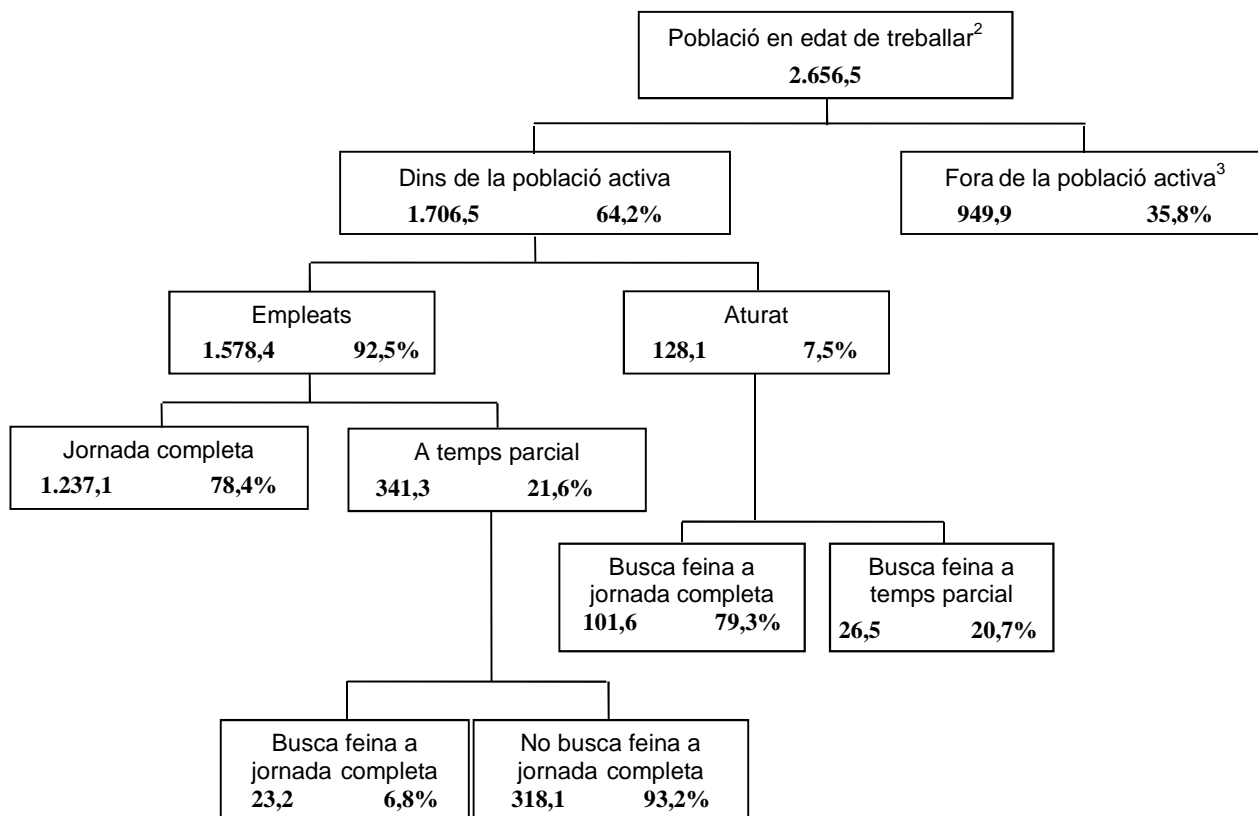 Població en edat de treballar²
2.656,5
Dins de la població activa
1.706,5 64,2%
Fora de la població activa³
949,9 35,8%
Empleats
1.578,4 92,5%
Aturat
128,1 7,5%
Jornada completa
1.237,1 78,4%
A temps parcial
341,3 21,6%
Busca feina a
jornada completa
101,6 79,3%
Busca feina a
temps parcial
26,5 20,7%
Busca feina a
jornada completa
23,2 6,8%
No busca feina a
jornada completa
318,1 93,2%